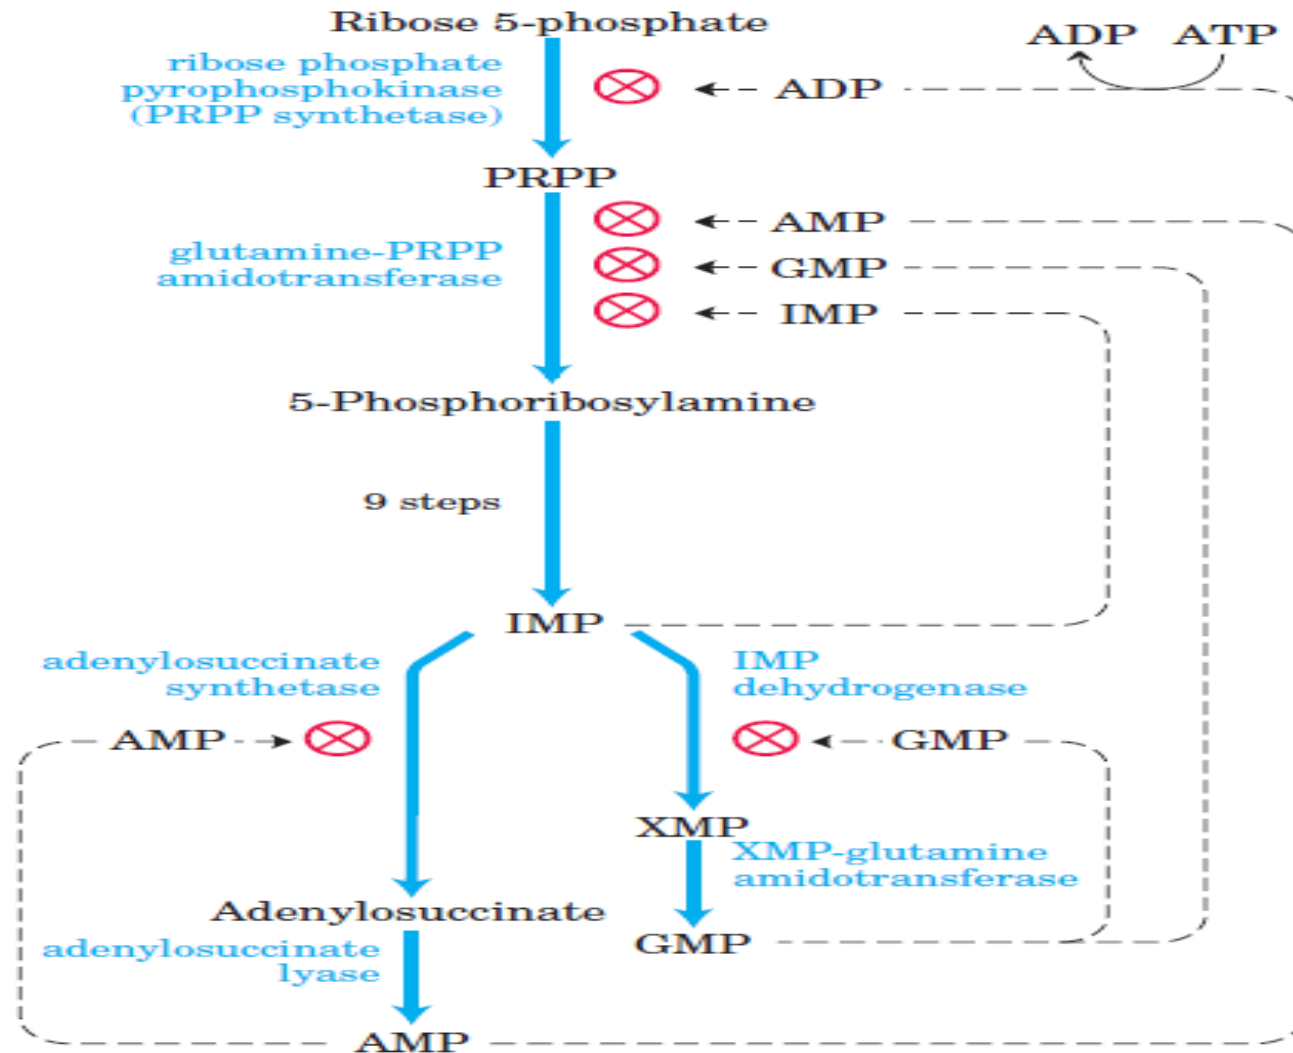 Ribose 5-phosphate
ADP ATP
ribose phosphate
pyrophosphokinase
(PRPP synthetase)
ADP
PRPP
AMP
glutamine-PRPP
amidotransferase
GMP
IMP
5-Phosphoribosylamine
9 steps
IMP
adenylosuccinate
synthetase
IMP
dehydrogenase
AMP
GMP
XMP
XMP-glutamine
amidotransferase
Adenylosuccinate
GMP
adenylosuccinate
lyase
AMP